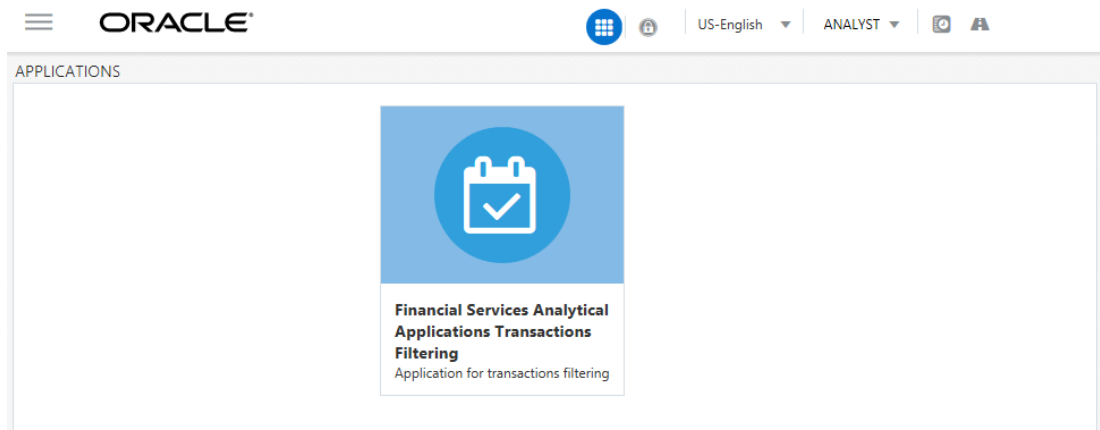 ORACLE
US-English
ANALYST
APPLICATIONS
Financial Services Analytical
Applications Transactions
Filtering
Application for transactions filtering